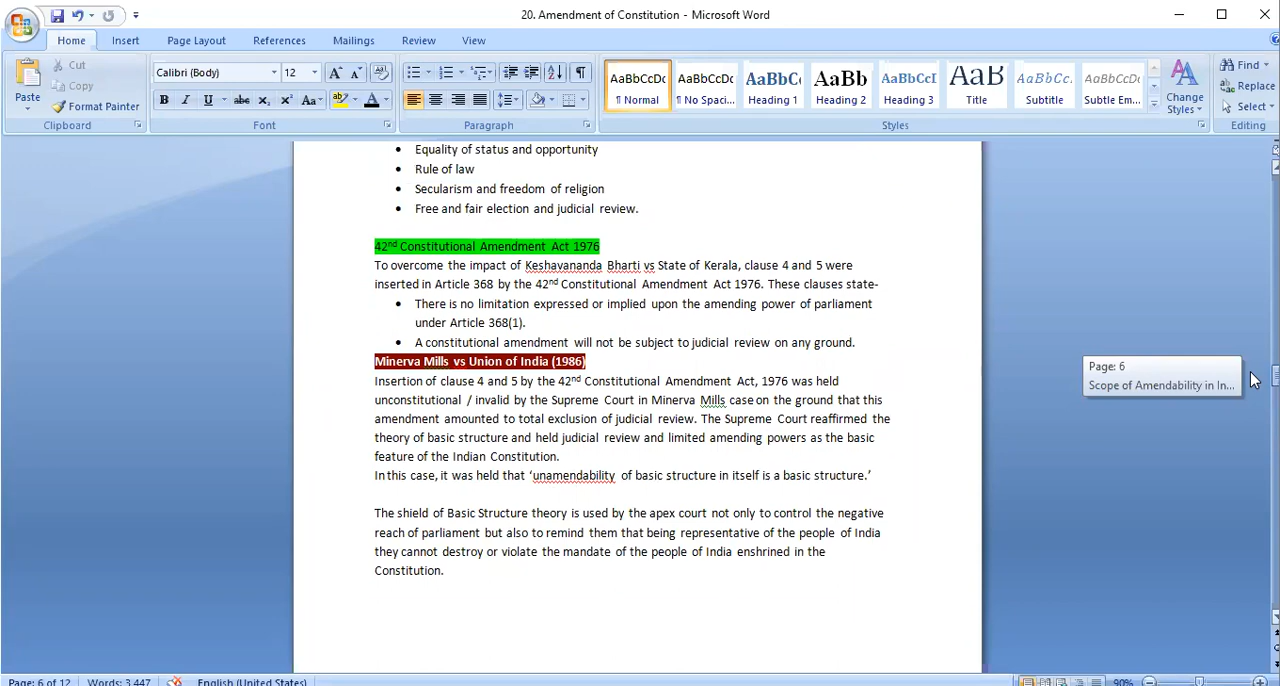 20. Amendment of Constitution - Microsoft Word
Home Insert Page Layout References Mailings Review View
Cut
Copy
Format Painter
Paste
Clipboard
Calibri (Body) 12
Font
Paragraph
AaBbCcDc AaBbCcDc AaBbC AaBb AaBbCcI AaB AaBbCc. AaBbCcDc
¶ Normal ¶ No Spaci... Heading 1 Heading 2 Heading 3 Title Subtitle Subtle Em...
Change
Styles
Styles
Find
Replace
Select
Editing
• Equality of status and opportunity
• Rule of law
• Secularism and freedom of religion
• Free and fair election and judicial review.
42nd Constitutional Amendment Act 1976
To overcome the impact of Keshavananda Bharti vs State of Kerala, clause 4 and 5 were
inserted in Article 368 by the 42nd Constitutional Amendment Act 1976. These clauses state-
• There is no limitation expressed or implied upon the amending power of parliament
under Article 368(1).
• A constitutional amendment will not be subject to judicial review on any ground.
Minerva Mills vs Union of India (1986)
Insertion of clause 4 and 5 by the 42nd Constitutional Amendment Act, 1976 was held
unconstitutional / invalid by the Supreme Court in Minerva Mills case on the ground that this
amendment amounted to total exclusion of judicial review. The Supreme Court reaffirmed the
theory of basic structure and held judicial review and limited amending powers as the basic
feature of the Indian Constitution.
In this case, it was held that ‘unamendability of basic structure in itself is a basic structure.’
The shield of Basic Structure theory is used by the apex court not only to control the negative
reach of parliament but also to remind them that being representative of the people of India
they cannot destroy or violate the mandate of the people of India enshrined in the
Constitution.
Page: 6
Scope of Amendability in In...
Page: 6 of 12 Words: 3,447 English (United States) 90%